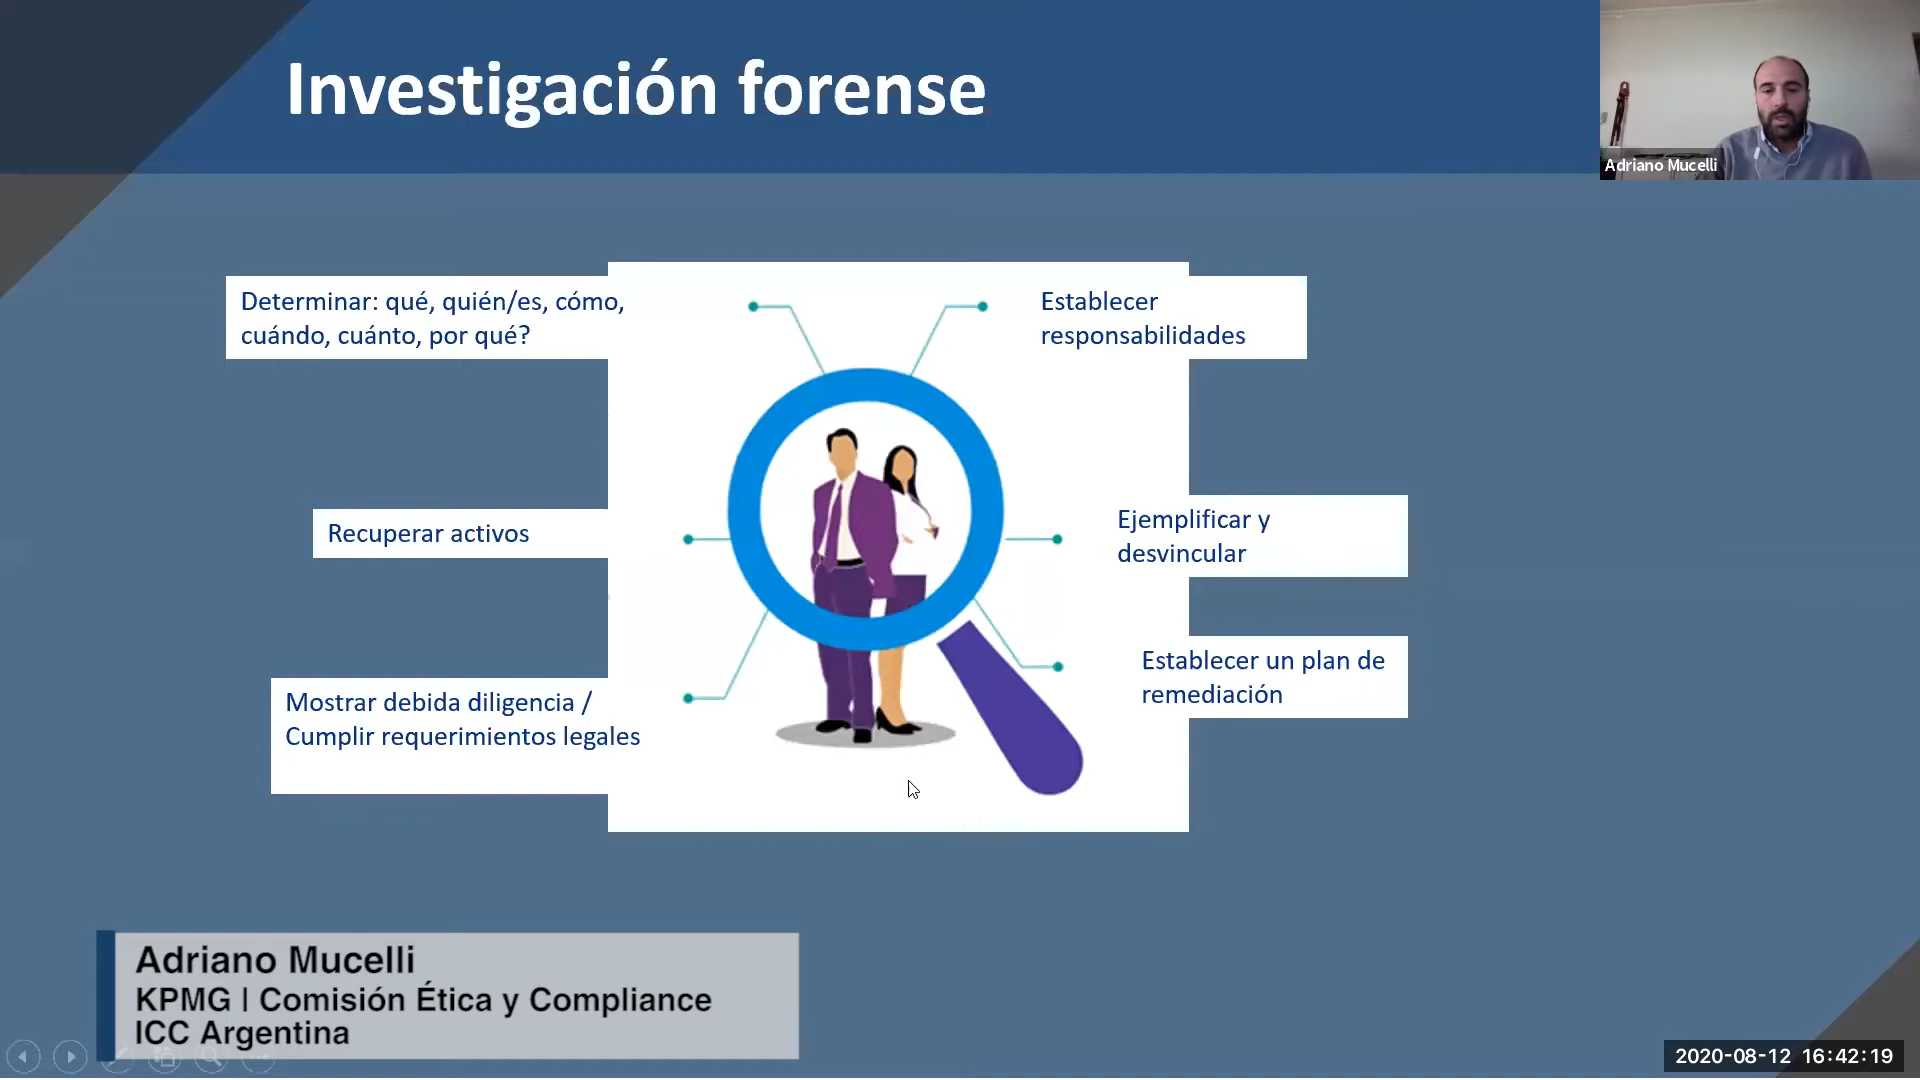 Investigación forense
Adriano Mucelli
Determinar: qué, quién/es, cómo,
cuándo, cuánto, por qué?
Establecer
responsabilidades
Recuperar activos
Ejemplificar y
desvincular
Mostrar debida diligencia /
Cumplir requerimientos legales
Establecer un plan de
remediación
Adriano Mucelli
KPMG | Comisión Ética y Compliance
ICC Argentina
2020-08-12 16:42:19